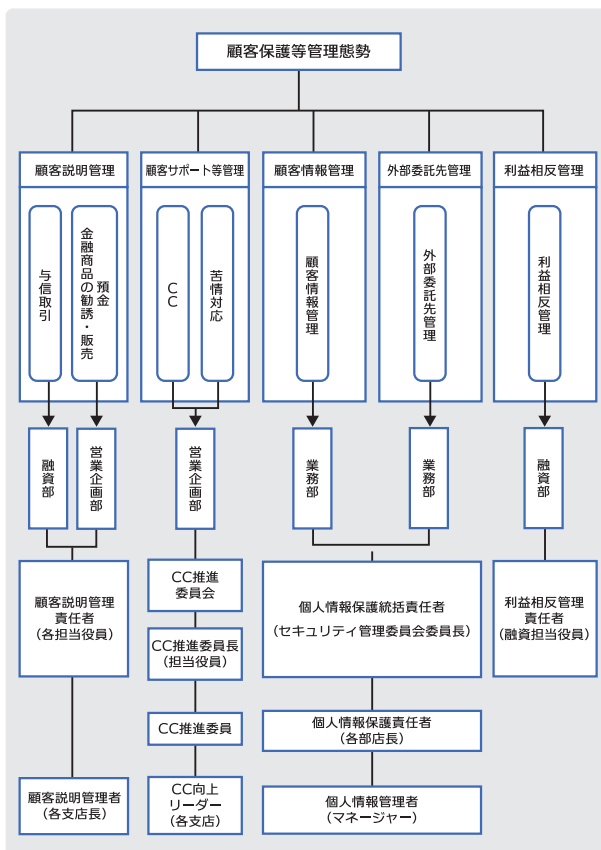 顧客保護等管理態勢
顧客説明管理
顧客サポート等管理
顧客情報管理
外部委託先管理
利益相反管理
与信取引
預金
金融商品の勧誘・販売
CC
苦情対応
顧客情報管理
外部委託先管理
利益相反管理
融資部
営業企画部
営業企画部
業務部
業務部
融資部
顧客説明管理
責任者
(各担当役員)
CC推進
委員会
CC推進委員長
(担当役員)
CC推進委員
CC向上
リーダー
(各支店)
個人情報保護統括責任者
(セキュリティ管理委員会委員長)
利益相反管理
責任者
(融資担当役員)
個人情報保護責任者
(各部店長)
顧客説明管理者
(各支店長)
個人情報管理者
(マネージャー)